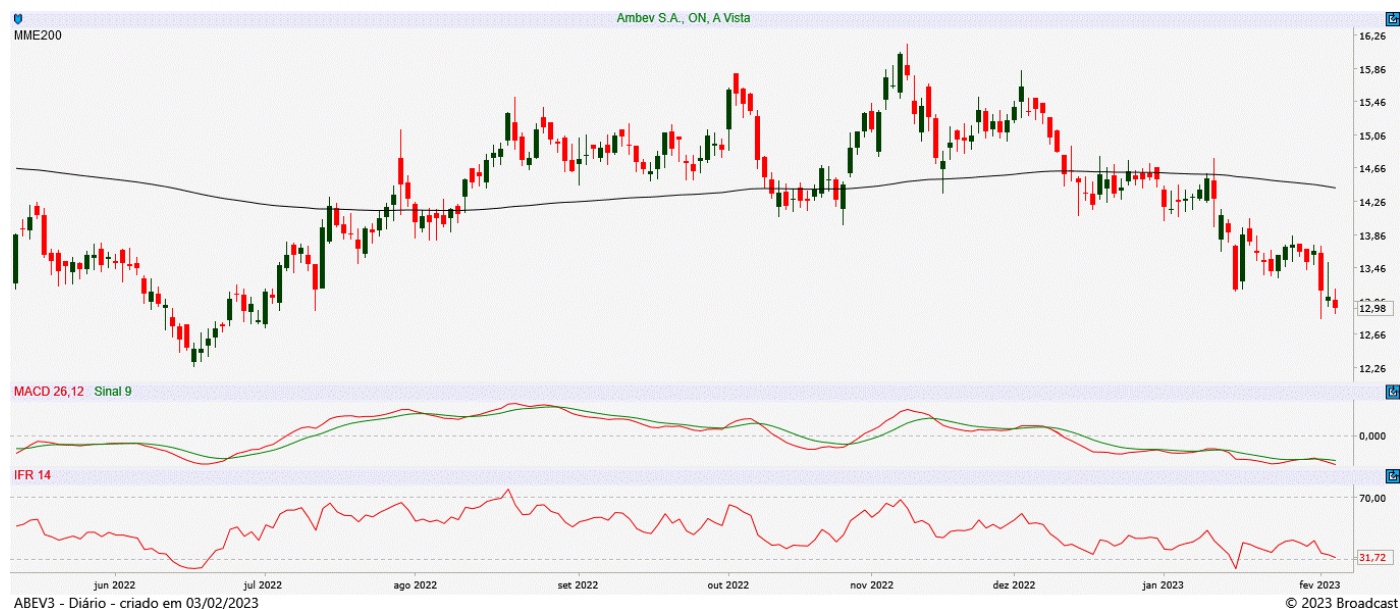 Ambev S.A., ON, A Vista
MME200
16,26
15,86
15,46
15,06
14,66
14,26
13,86
13,46
12,98
12,66
12,26
MACD 26,12 Sinal 9
0,000
IFR 14
70,00
31,72
jun 2022 jul 2022 ago 2022 set 2022 out 2022 nov 2022 dez 2022 jan 2023 fev 2023
ABEV3 - Diário - criado em 03/02/2023 © 2023 Broadcast